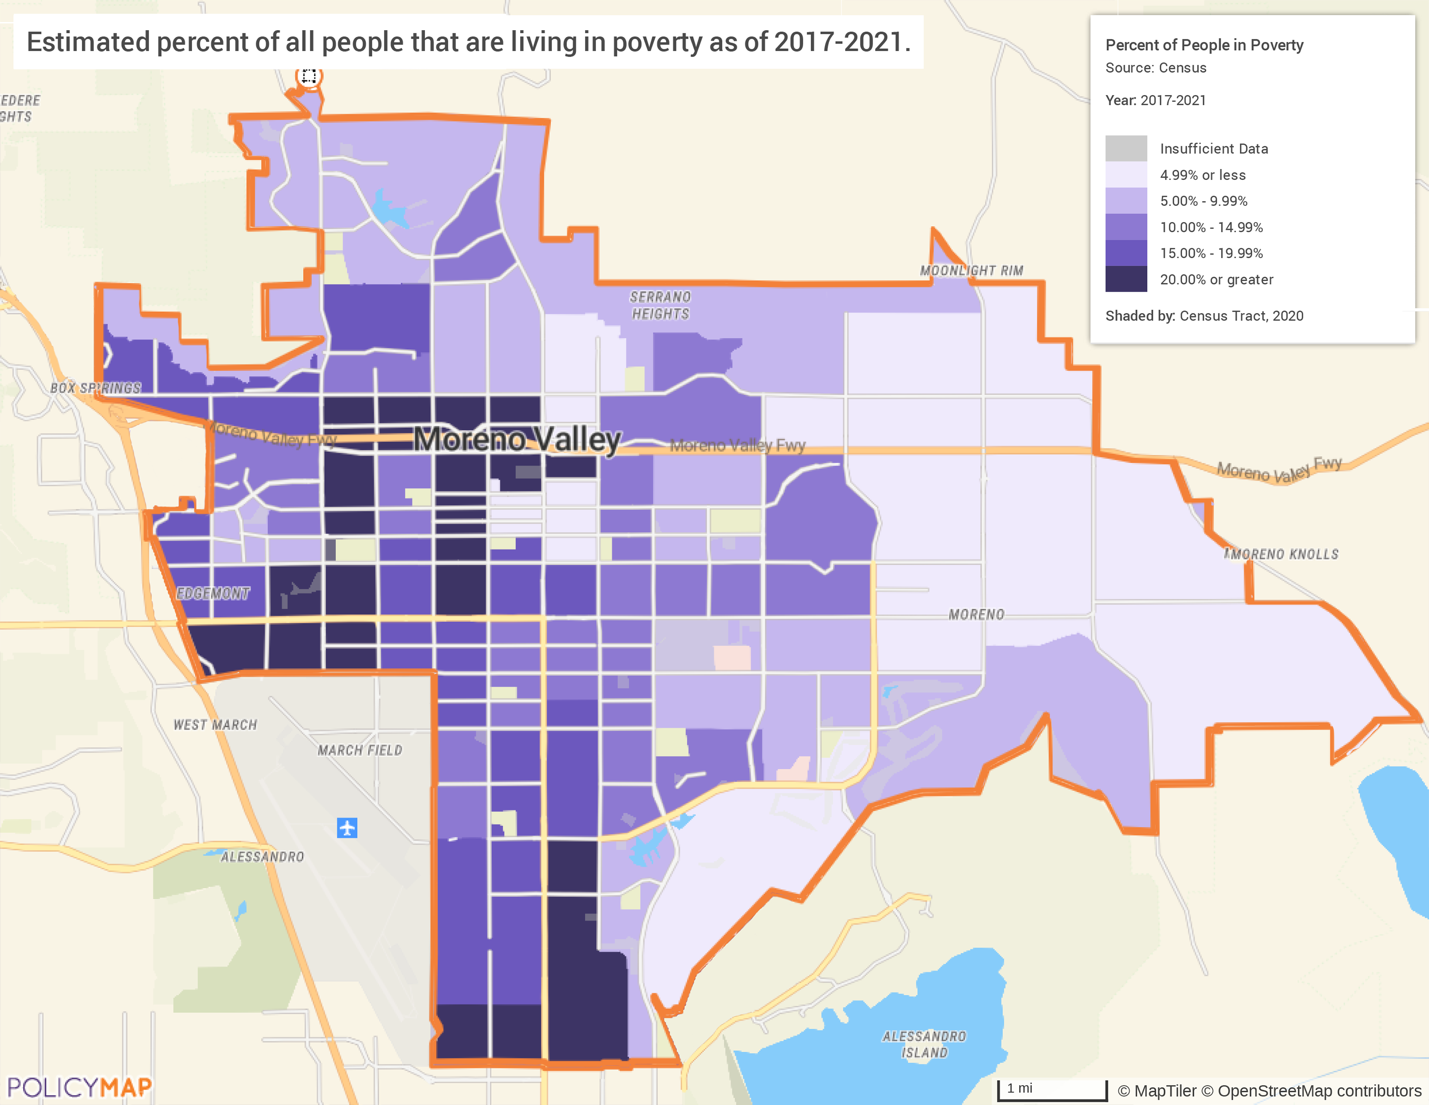 Estimated percent of all people that are living in poverty as of 2017-2021.
Percent of People in Poverty
Source: Census
Year: 2017-2021
Insufficient Data
4.99% or less
5.00% - 9.99%
10.00% - 14.99%
15.00% - 19.99%
20.00% or greater
Shaded by: Census Tract, 2020
EDERE
GHTS
MOONLIGHT RIM
SERRANO
HEIGHTS
BOX SPRINGS
Moreno Valley Fwy
Moreno Valley
Moreno Valley Fwy
Moreno Valley Fwy
MORENO KNOLLS
EDGEMONT
MORENO
WEST MARCH
MARCH FIELD
ALESSANDRO
ALESSANDRO
ISLAND
POLICYMAP
1 mi
© MapTiler © OpenStreetMap contributors